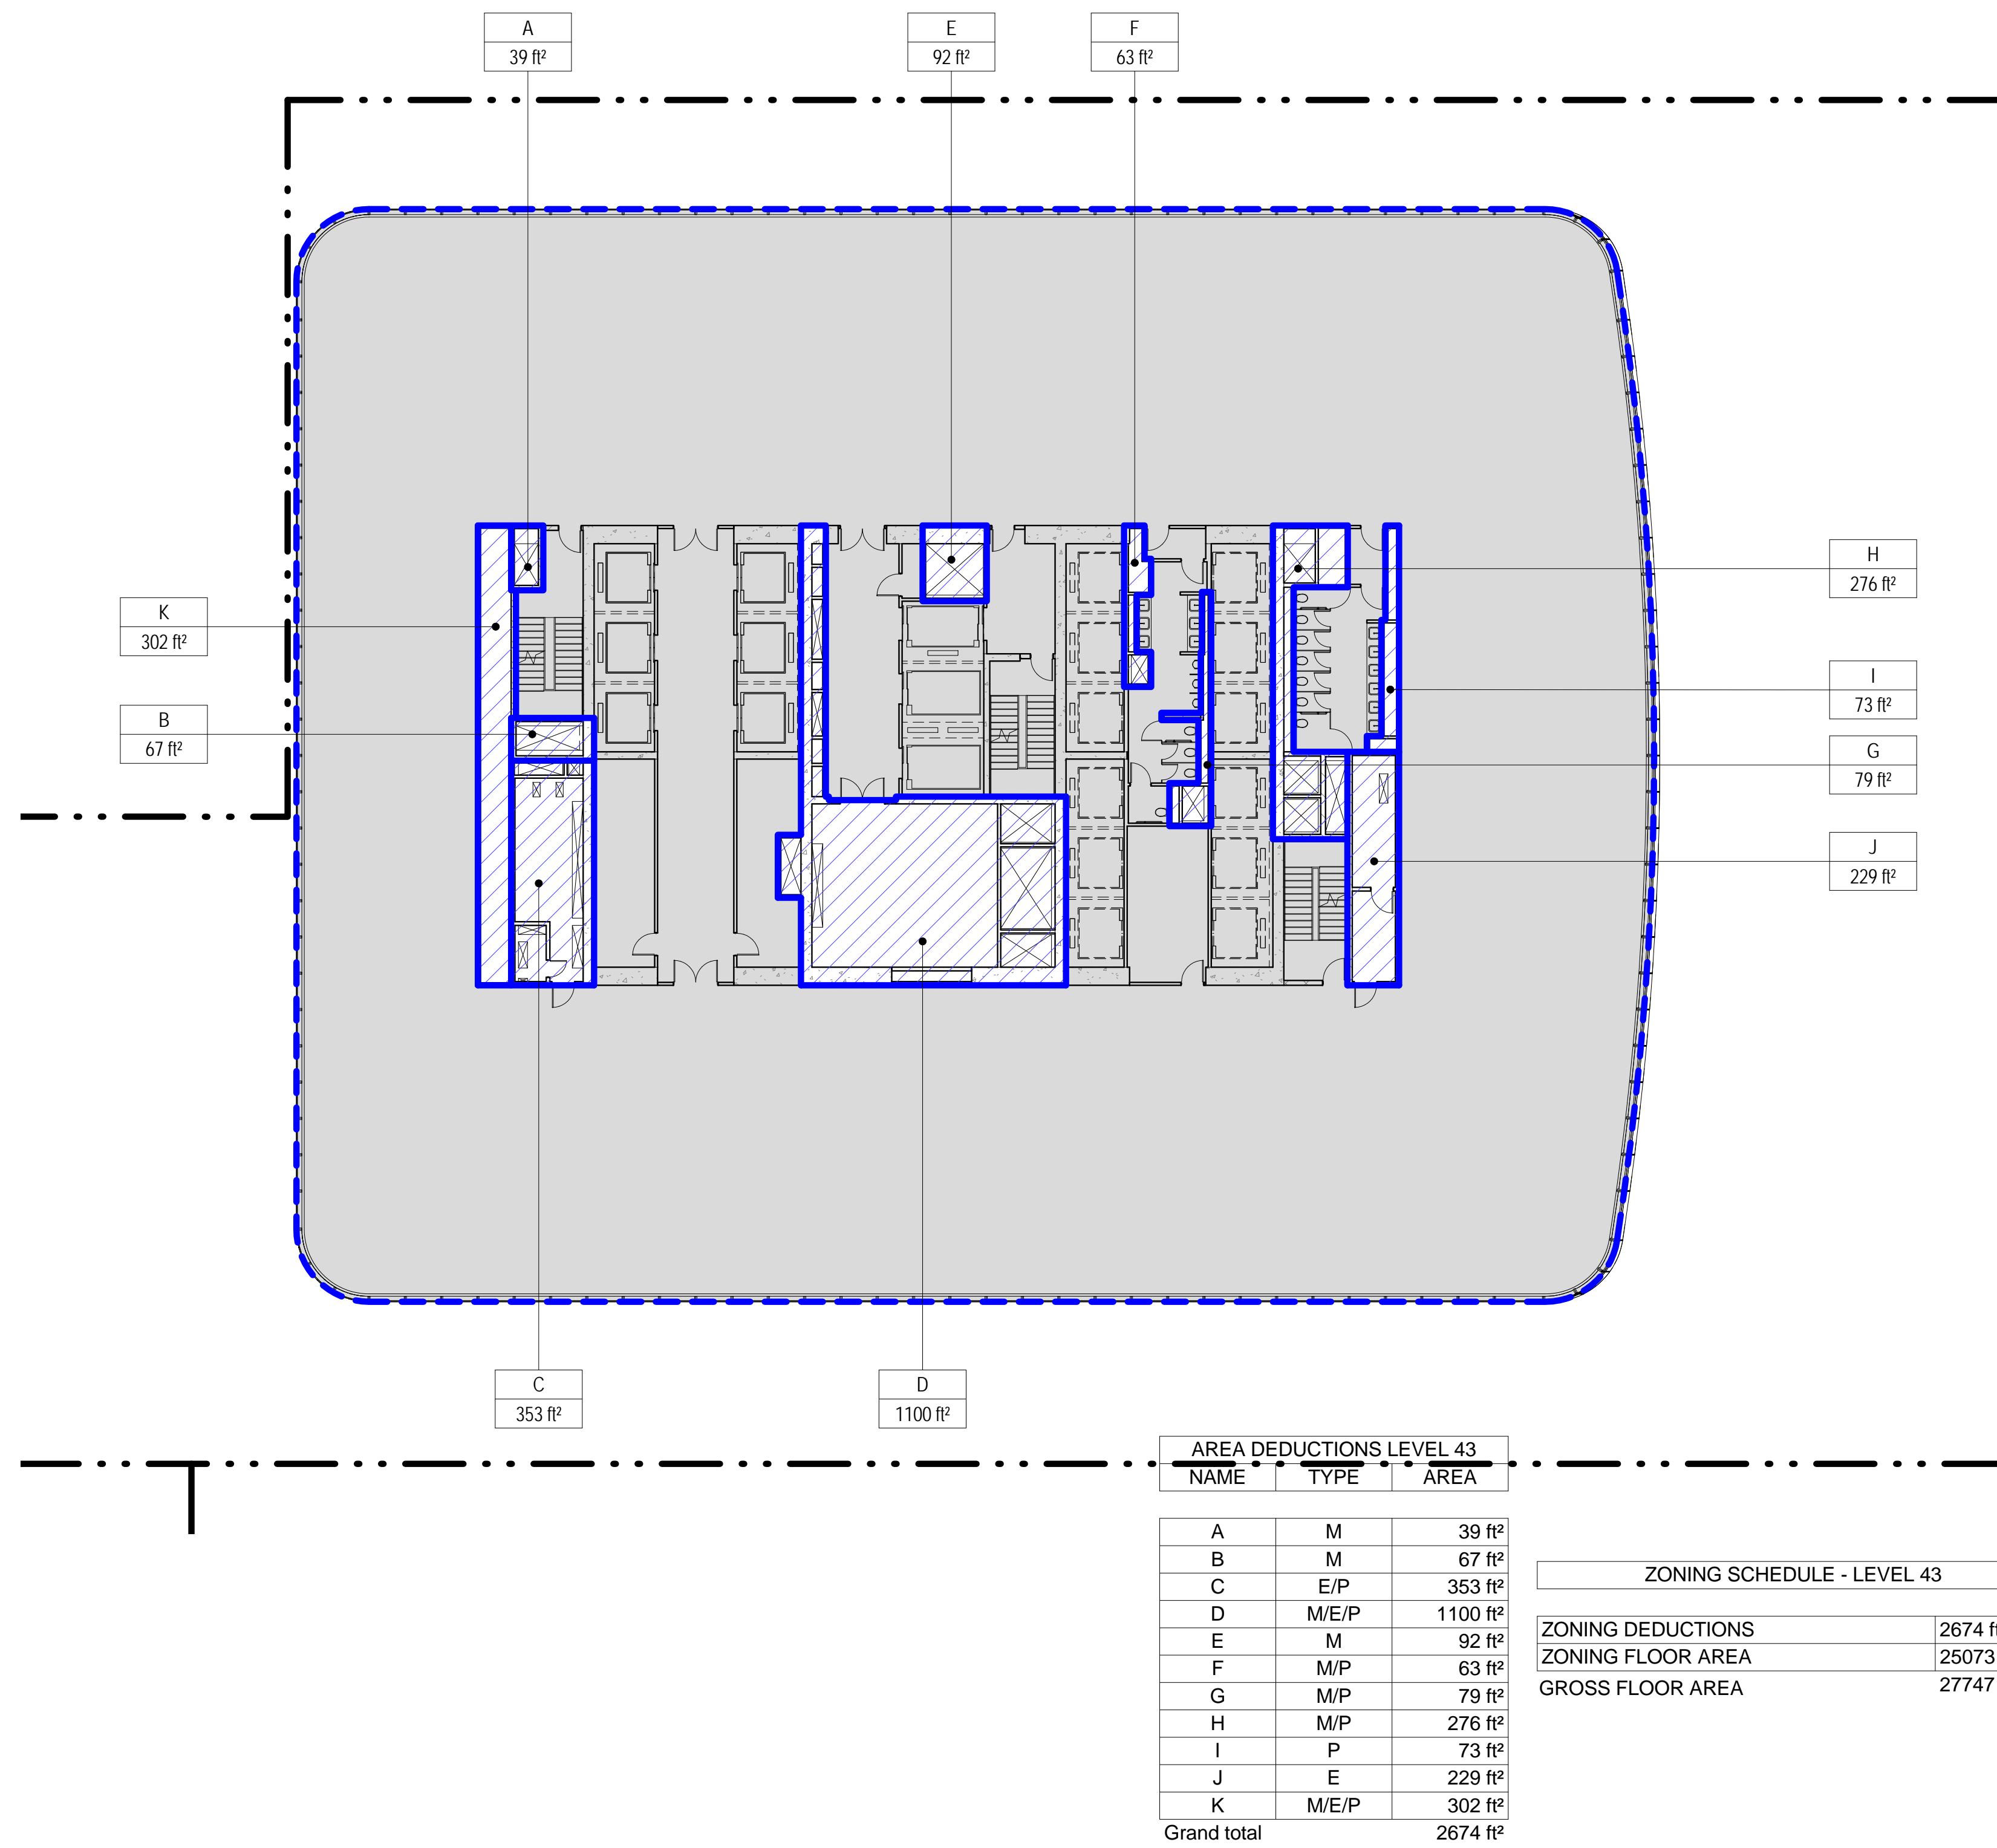 A
39 ft²
E
92 ft²
F
63 ft²
H
276 ft²
K
302 ft²
I
73 ft²
B
67 ft²
G
79 ft²
J
229 ft²
C
353 ft²
D
1100 ft²
AREA DEDUCTIONS LEVEL 43
NAME TYPE AREA
A M 39 ft²
B M 67 ft²
C E/P 353 ft²
D M/E/P 1100 ft²
E M 92 ft²
F M/P 63 ft²
G M/P 79 ft²
H M/P 276 ft²
I P 73 ft²
J E 229 ft²
K M/E/P 302 ft²
Grand total 2674 ft²
ZONING SCHEDULE - LEVEL 43
ZONING DEDUCTIONS 2674 f
ZONING FLOOR AREA 25073
GROSS FLOOR AREA 27747